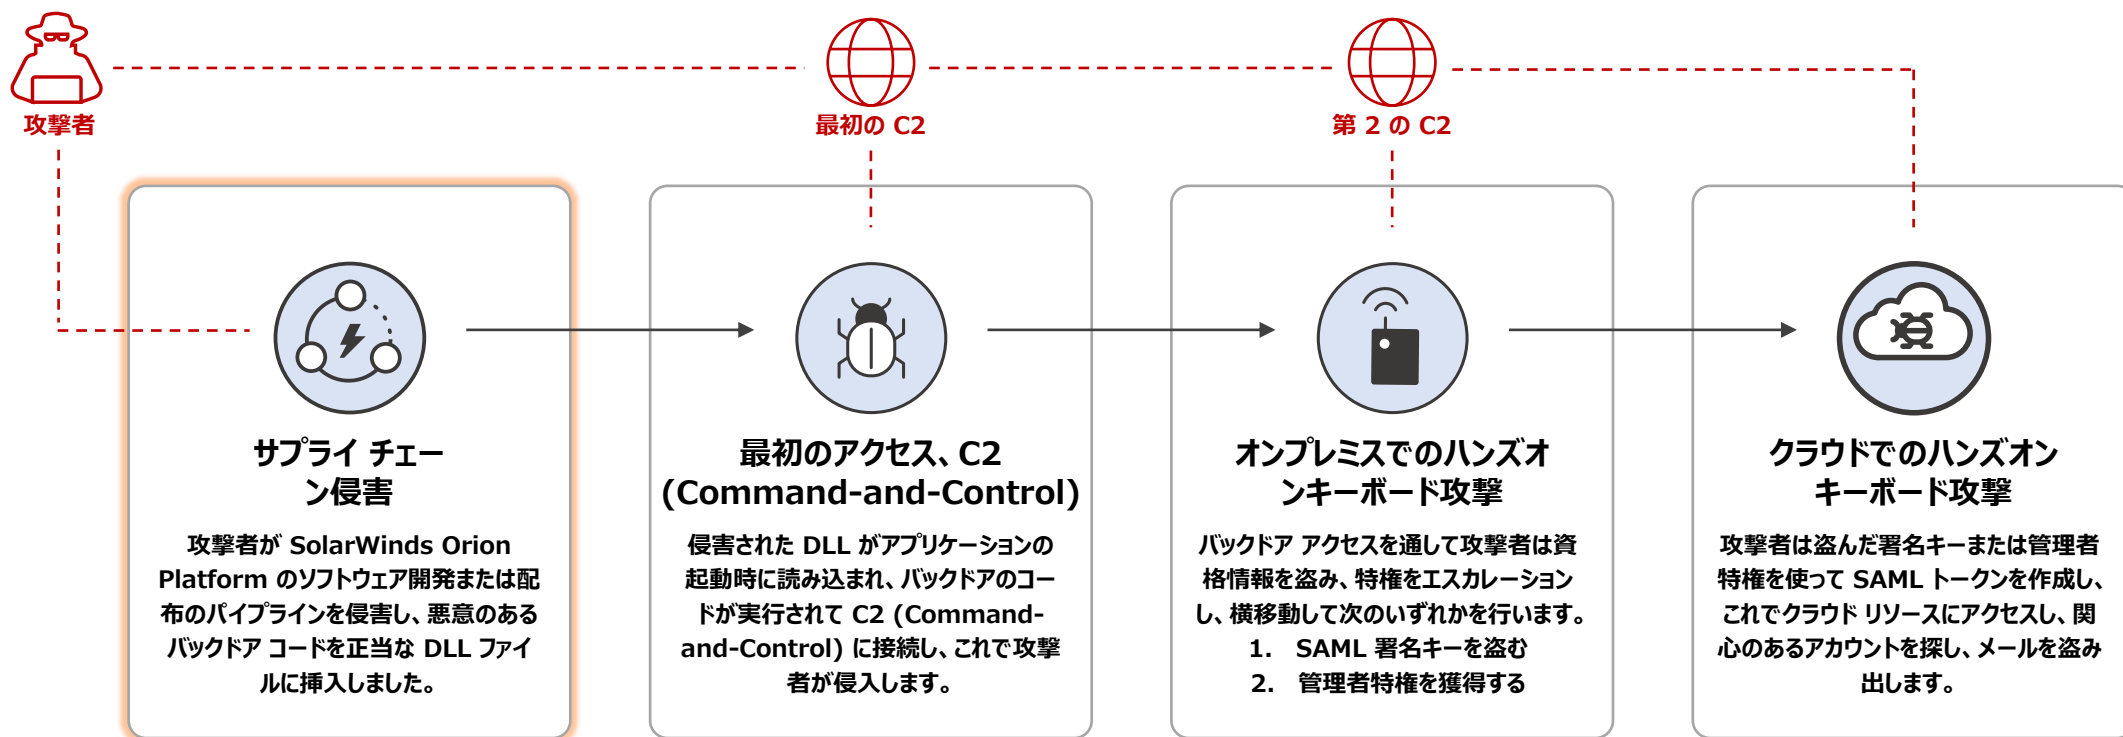 攻撃者
最初の C2
第 2 の C2
サプライ チェー
ン侵害
攻撃者が SolarWinds Orion
Platform のソフトウェア開発または配
布のパイプラインを侵害し、悪意のある
バックドア コードを正当な DLL ファイ
ルに挿入しました。
最初のアクセス、C2
(Command-and-Control)
侵害された DLL がアプリケーションの
起動時に読み込まれ、バックドアのコー
ドが実行されて C2 (Command-
and-Control) に接続し、これで攻撃
者が侵入します。
オンプレミスでのハンズオ
ンキーボード攻撃
バックドア アクセスを通して攻撃者は資
格情報を盗み、特権をエスカレーション
し、横移動して次のいずれかを行います。
1. SAML 署名キーを盗む
2. 管理者特権を獲得する
クラウドでのハンズオン
キーボード攻撃
攻撃者は盗んだ署名キーまたは管理者
特権を使って SAML トークンを作成し、
これでクラウド リソースにアクセスし、関
心のあるアカウントを探し、メールを盗み
出します。